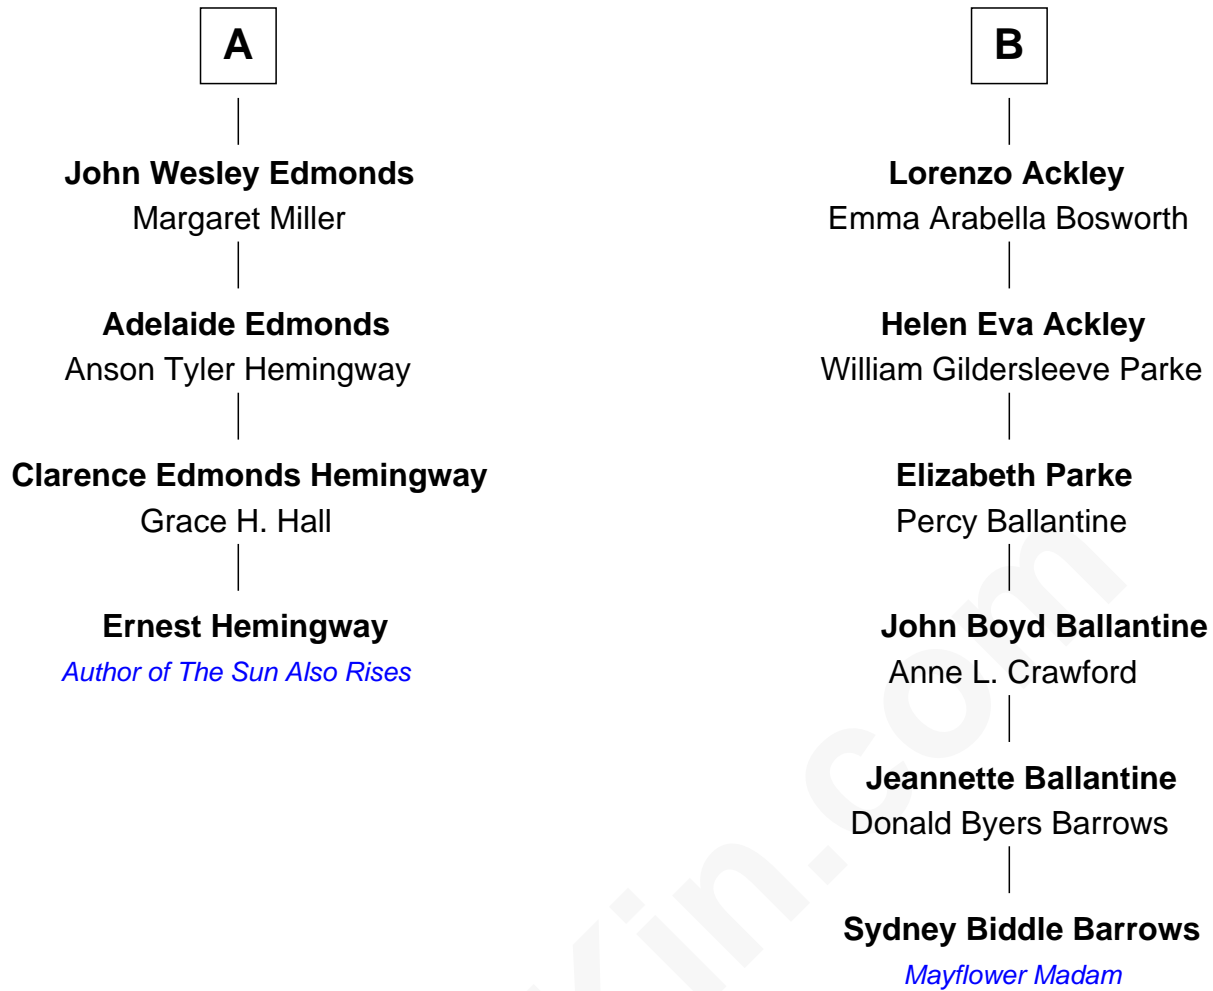 A
John Wesley Edmonds
Margaret Miller
Adelaide Edmonds
Anson Tyler Hemingway
Clarence Edmonds Hemingway
Grace H. Hall
Ernest Hemingway
Author of The Sun Also Rises
B
Lorenzo Ackley
Emma Arabella Bosworth
Helen Eva Ackley
William Gildersleeve Parke
Elizabeth Parke
Percy Ballantine
John Boyd Ballantine
Anne L. Crawford
Jeannette Ballantine
Donald Byers Barrows
Sydney Biddle Barrows
Mayflower Madam
Kin.com